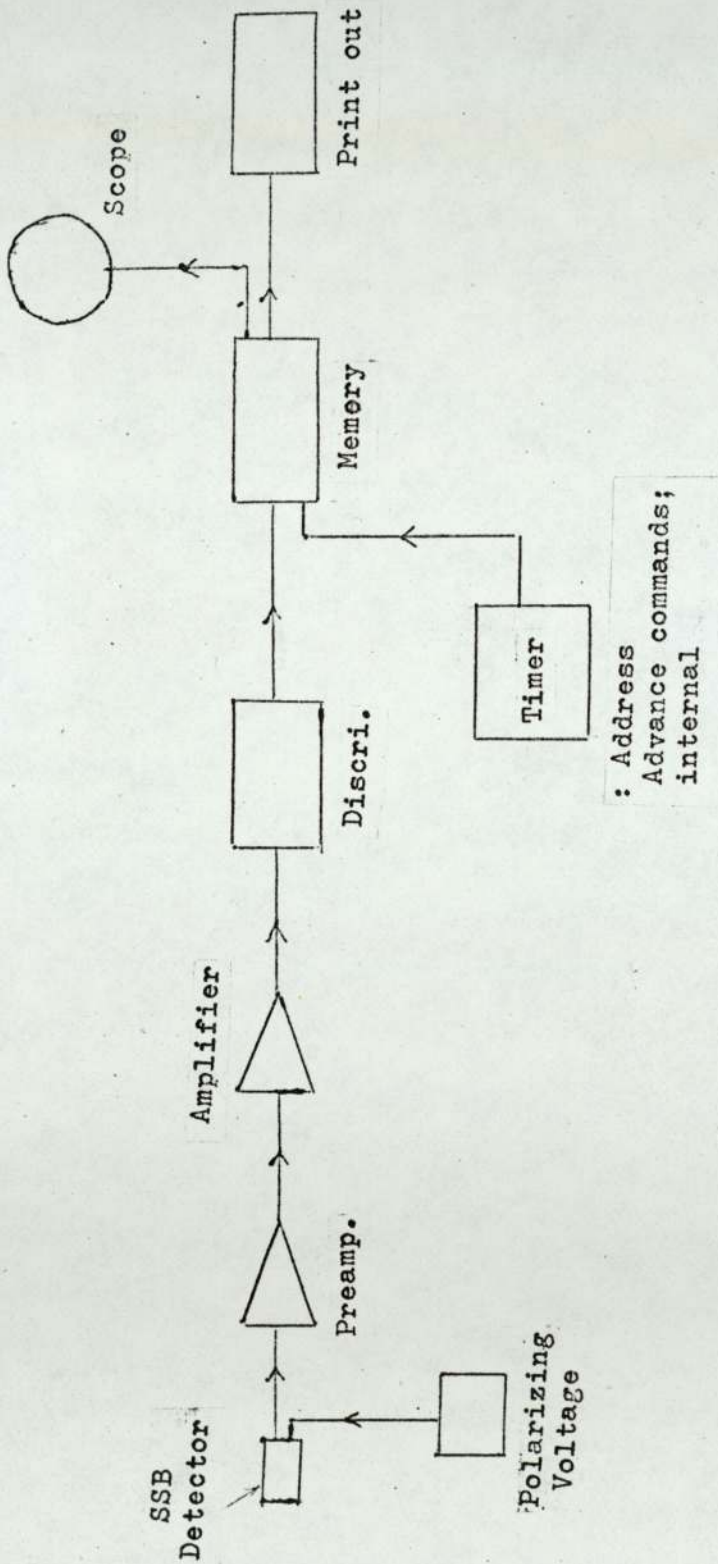 SSB
Detector
Polarizing
Voltage
Preamp.
Amplifier
Discri.
Timer
: Address
Advance commands;
internal
Memory
Scope
Print out